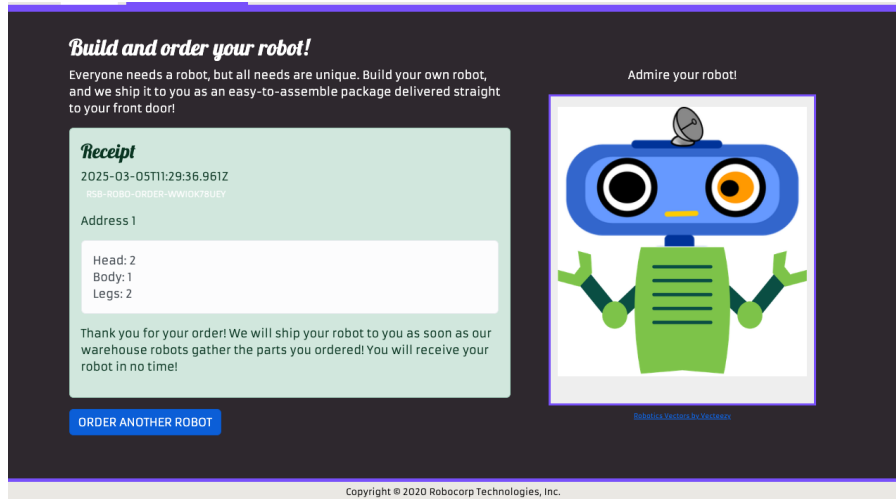 Build and order your robot!
Everyone needs a robot, but all needs are unique. Build your own robot,
and we ship it to you as an easy-to-assemble package delivered straight
to your front door!
Receipt
2025-03-05T11:29:36.961Z
RSB-ROBO-ORDER-WWI0K78UEY
Address 1
Head: 2
Body: 1
Legs: 2
Thank you for your order! We will ship your robot to you as soon as our
warehouse robots gather the parts you ordered! You will receive your
robot in no time!
ORDER ANOTHER ROBOT
Admire your robot!
Robotics Vectors by Vecteezy
Copyright © 2020 Robocorp Technologies, Inc.